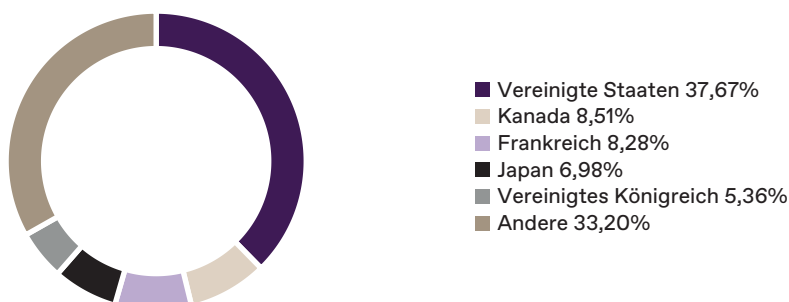 Vereinigte Staaten 37,67%
Kanada 8,51%
Frankreich 8,28%
Japan 6,98%
Vereinigtes Königreich 5,36%
Andere 33,20%